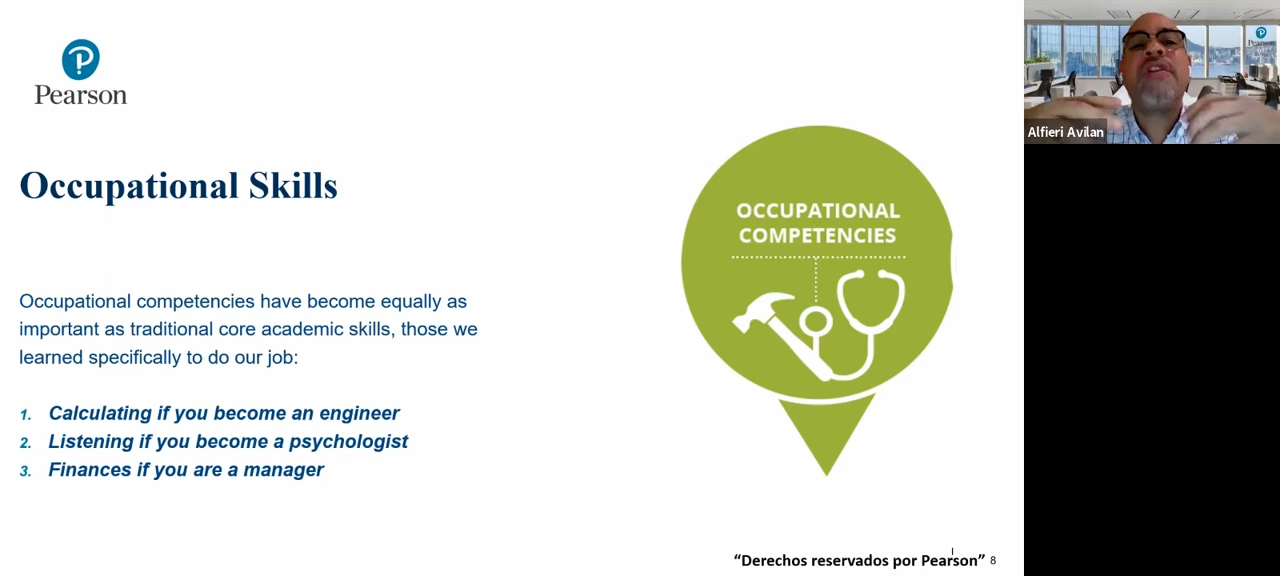 Pearson
Occupational Skills
Occupational competencies have become equally as
important as traditional core academic skills, those we
learned specifically to do our job:
1. Calculating if you become an engineer
2. Listening if you become a psychologist
3. Finances if you are a manager
OCCUPATIONAL
COMPETENCIES
“Derechos reservados por Pearson” 8
Pearson
Alfieri Avilan